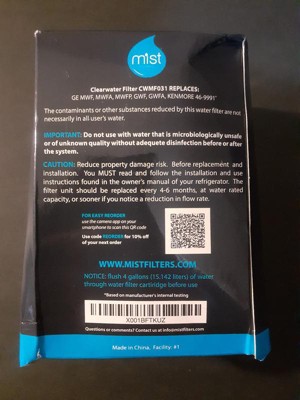 mist
Clearwater Filter CWMF031 REPLACES:
GE MWF, MWFA, MWFP, GWF, GWFA, KENMORE 46-9991*
The contaminants or other substances reduced by this water filter are not
necessarily in all user's water.
IMPORTANT: Do not use with water that is microbiologically unsafe
or of unknown quality without adequate disinfection before or after
the system.
CAUTION: Reduce property damage risk. Before replacement and
installation. You MUST read and follow the installation and use
instructions found in the owner's manual of your refrigerator. The
filter unit should be replaced every 4-6 months, at water rated
capacity, or sooner if you notice a reduction in flow rate.
FOR EASY REORDER
use the camera app on your
smartphone to scan this QR code
Use code REORDER for 10% off
of your next order
WWW.MISTFILTERS.COM
NOTICE: flush 4 gallons (15.142 liters) of water
through water filter cartridge before use
*Based on manufacturer's internal testing
X001BFTKUZ
Questions or comments? Contact us at info@mistfilters.com
Made in China, Facility: #1